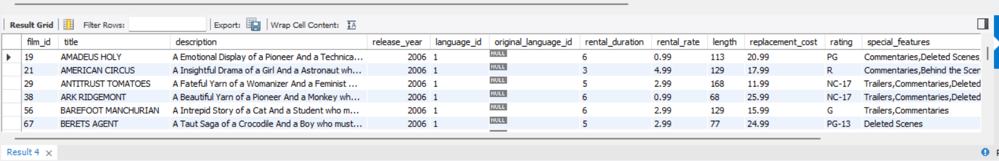 Result Grid Filter Rows: Export: Wrap Cell Content:
film_id title description release_year language_id original_language_id rental_duration rental_rate length replacement_cost rating special_features
19 AMADEUS HOLY A Emotional Display of a Pioneer And a Technica... 2006 1 NULL 6 0.99 113 20.99 PG Commentaries,Deleted Scenes,
21 AMERICAN CIRCUS A Insightful Drama of a Girl And a Astronaut wh... 2006 1 NULL 3 4.99 129 17.99 R Commentaries,Behind the Scen
29 ANTITRUST TOMATOES A Fateful Yarn of a Womanizer And a Feminist ... 2006 1 NULL 5 2.99 168 11.99 NC-17 Trailers,Commentaries,Deleted
38 ARK RIDGEMONT A Beautiful Yarn of a Pioneer And a Monkey wh... 2006 1 NULL 6 0.99 68 25.99 NC-17 Trailers,Commentaries,Deleted
56 BAREFOOT MANCHURIAN A Intrepid Story of a Cat And a Student who m... 2006 1 NULL 6 2.99 129 15.99 G Trailers,Commentaries
67 BERETS AGENT A Taut Saga of a Crocodile And a Boy who must... 2006 1 NULL 5 2.99 77 24.99 PG-13 Deleted Scenes
Result 4